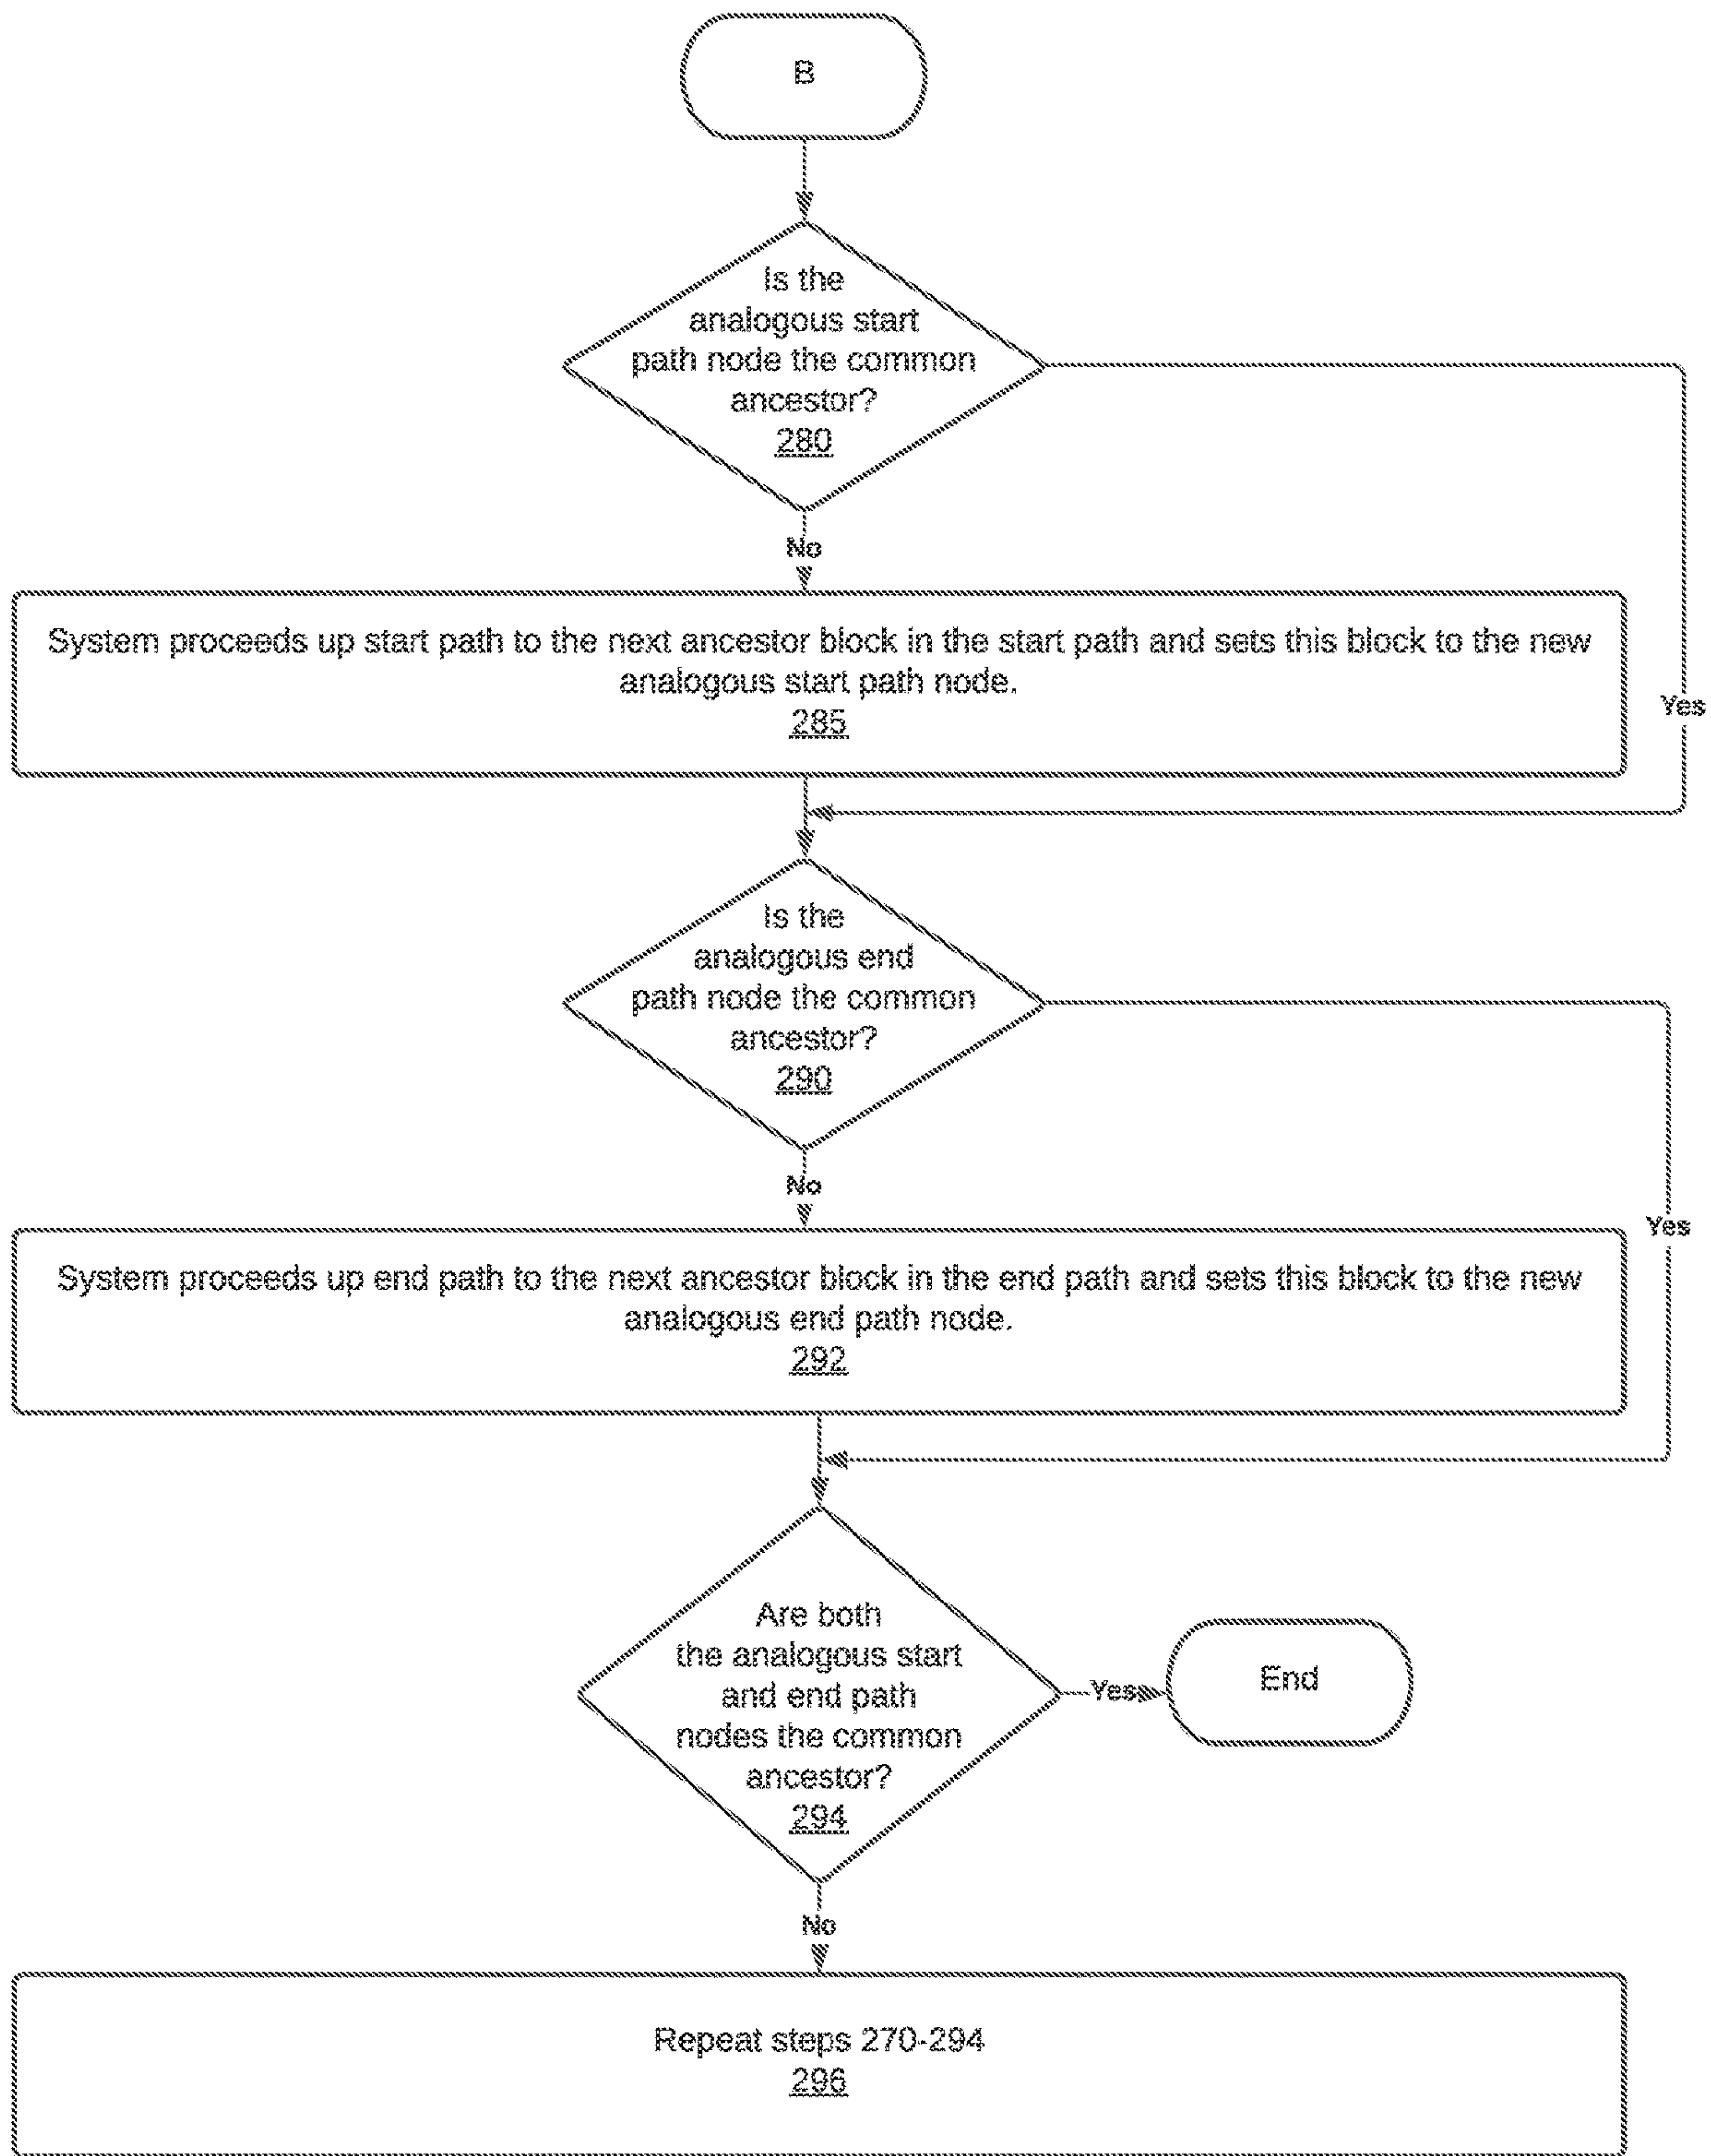 B
Is the
analogous start
path node the common
ancestor?
280
No
System proceeds up start path to the next ancestor block in the start path and sets this block to the new
analogous start path node.
285
Yes
Is the
analogous end
path node the common
ancestor?
290
No
Yes
System proceeds up end path to the next ancestor block in the end path and sets this block to the new
analogous end path node.
292
Are both
the analogous start
and end path
nodes the common
ancestor?
294
Yes
End
No
Repeat steps 270-294
296